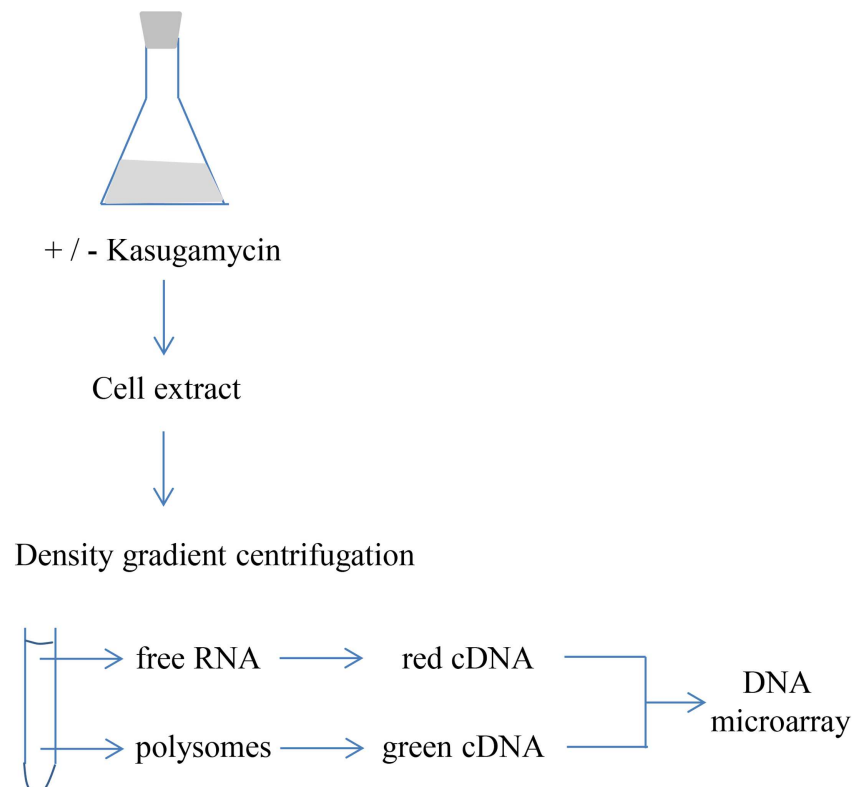 + / - Kasugamycin
Cell extract
Density gradient centrifugation
free RNA
red cDNA
polysomes
green cDNA
DNA
microarray